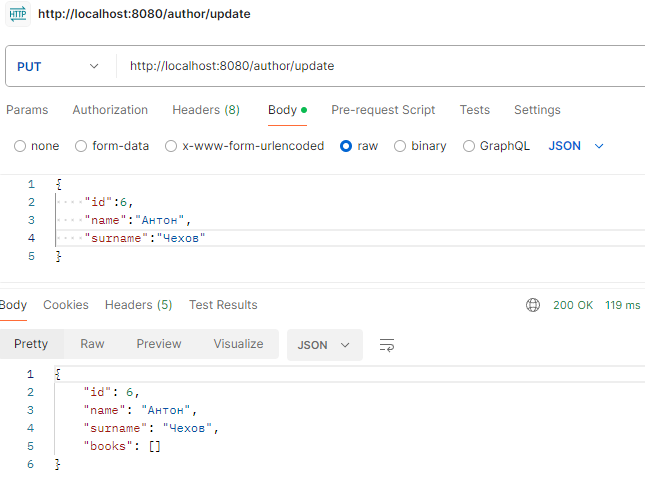 HTTP http://localhost:8080/author/update
PUT http://localhost:8080/author/update
Params Authorization Headers (8) Body Pre-request Script Tests Settings
none form-data x-www-form-urlencoded raw binary GraphQL JSON
1 {
2 "id":6,
3 "name":"Антон",
4 "surname":"Чехов"
5 }
Body Cookies Headers (5) Test Results 200 OK 119 ms
Pretty Raw Preview Visualize JSON
1 {
2 "id": 6,
3 "name": "Антон",
4 "surname": "Чехов",
5 "books": []
6 }